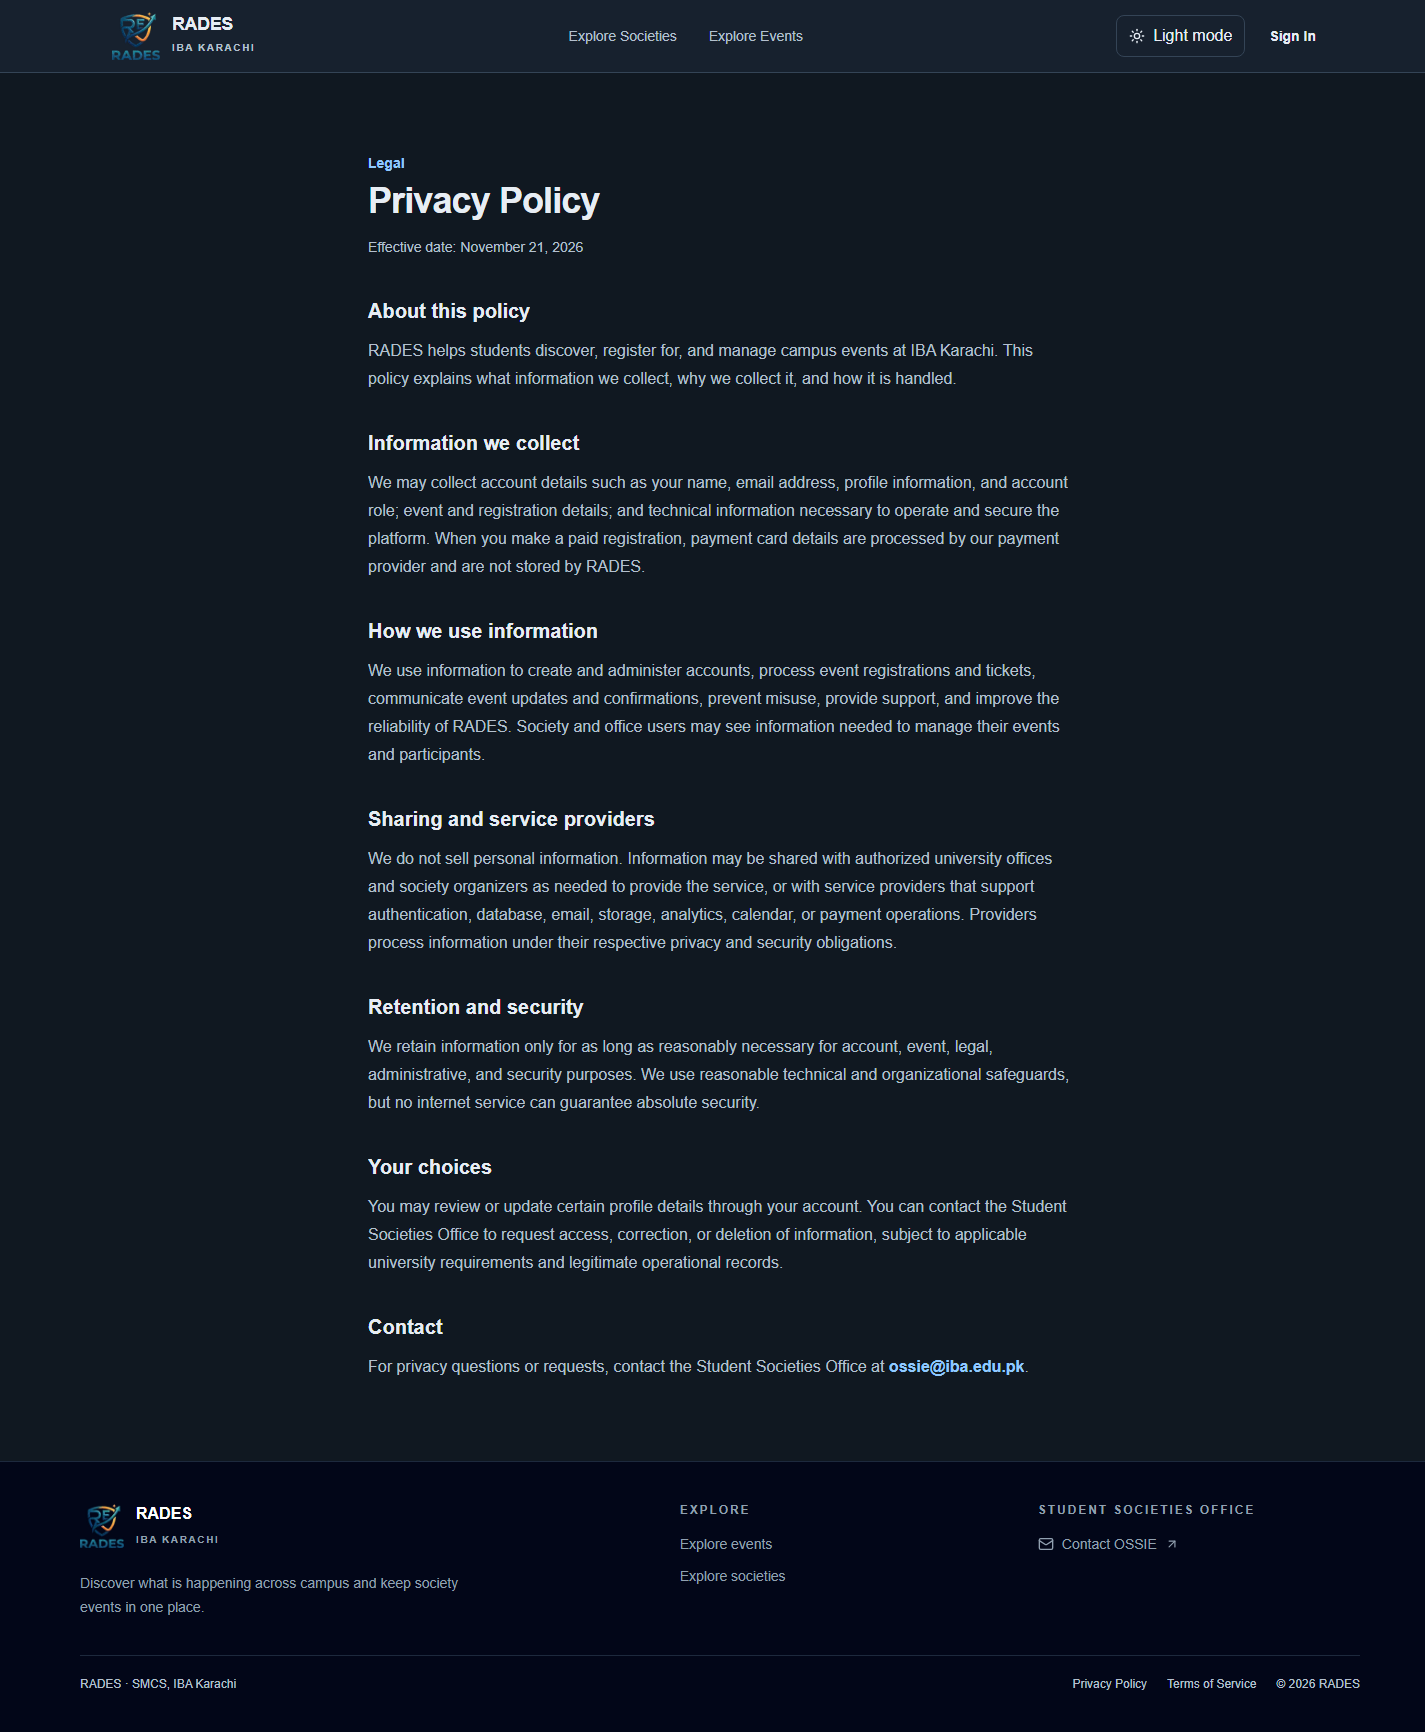 RADES
RADES
IBA KARACHI
Explore Societies
Explore Events
Light mode
Sign In
Legal
Privacy Policy
Effective date: November 21, 2026
About this policy
RADES helps students discover, register for, and manage campus events at IBA Karachi. This
policy explains what information we collect, why we collect it, and how it is handled.
Information we collect
We may collect account details such as your name, email address, profile information, and account
role; event and registration details; and technical information necessary to operate and secure the
platform. When you make a paid registration, payment card details are processed by our payment
provider and are not stored by RADES.
How we use information
We use information to create and administer accounts, process event registrations and tickets,
communicate event updates and confirmations, prevent misuse, provide support, and improve the
reliability of RADES. Society and office users may see information needed to manage their events
and participants.
Sharing and service providers
We do not sell personal information. Information may be shared with authorized university offices
and society organizers as needed to provide the service, or with service providers that support
authentication, database, email, storage, analytics, calendar, or payment operations. Providers
process information under their respective privacy and security obligations.
Retention and security
We retain information only for as long as reasonably necessary for account, event, legal,
administrative, and security purposes. We use reasonable technical and organizational safeguards,
but no internet service can guarantee absolute security.
Your choices
You may review or update certain profile details through your account. You can contact the Student
Societies Office to request access, correction, or deletion of information, subject to applicable
university requirements and legitimate operational records.
Contact
For privacy questions or requests, contact the Student Societies Office at ossie@iba.edu.pk.
RADES
RADES
IBA KARACHI
Discover what is happening across campus and keep society
events in one place.
EXPLORE
Explore events
Explore societies
STUDENT SOCIETIES OFFICE
Contact OSSIE
RADES · SMCS, IBA Karachi
Privacy Policy
Terms of Service
© 2026 RADES